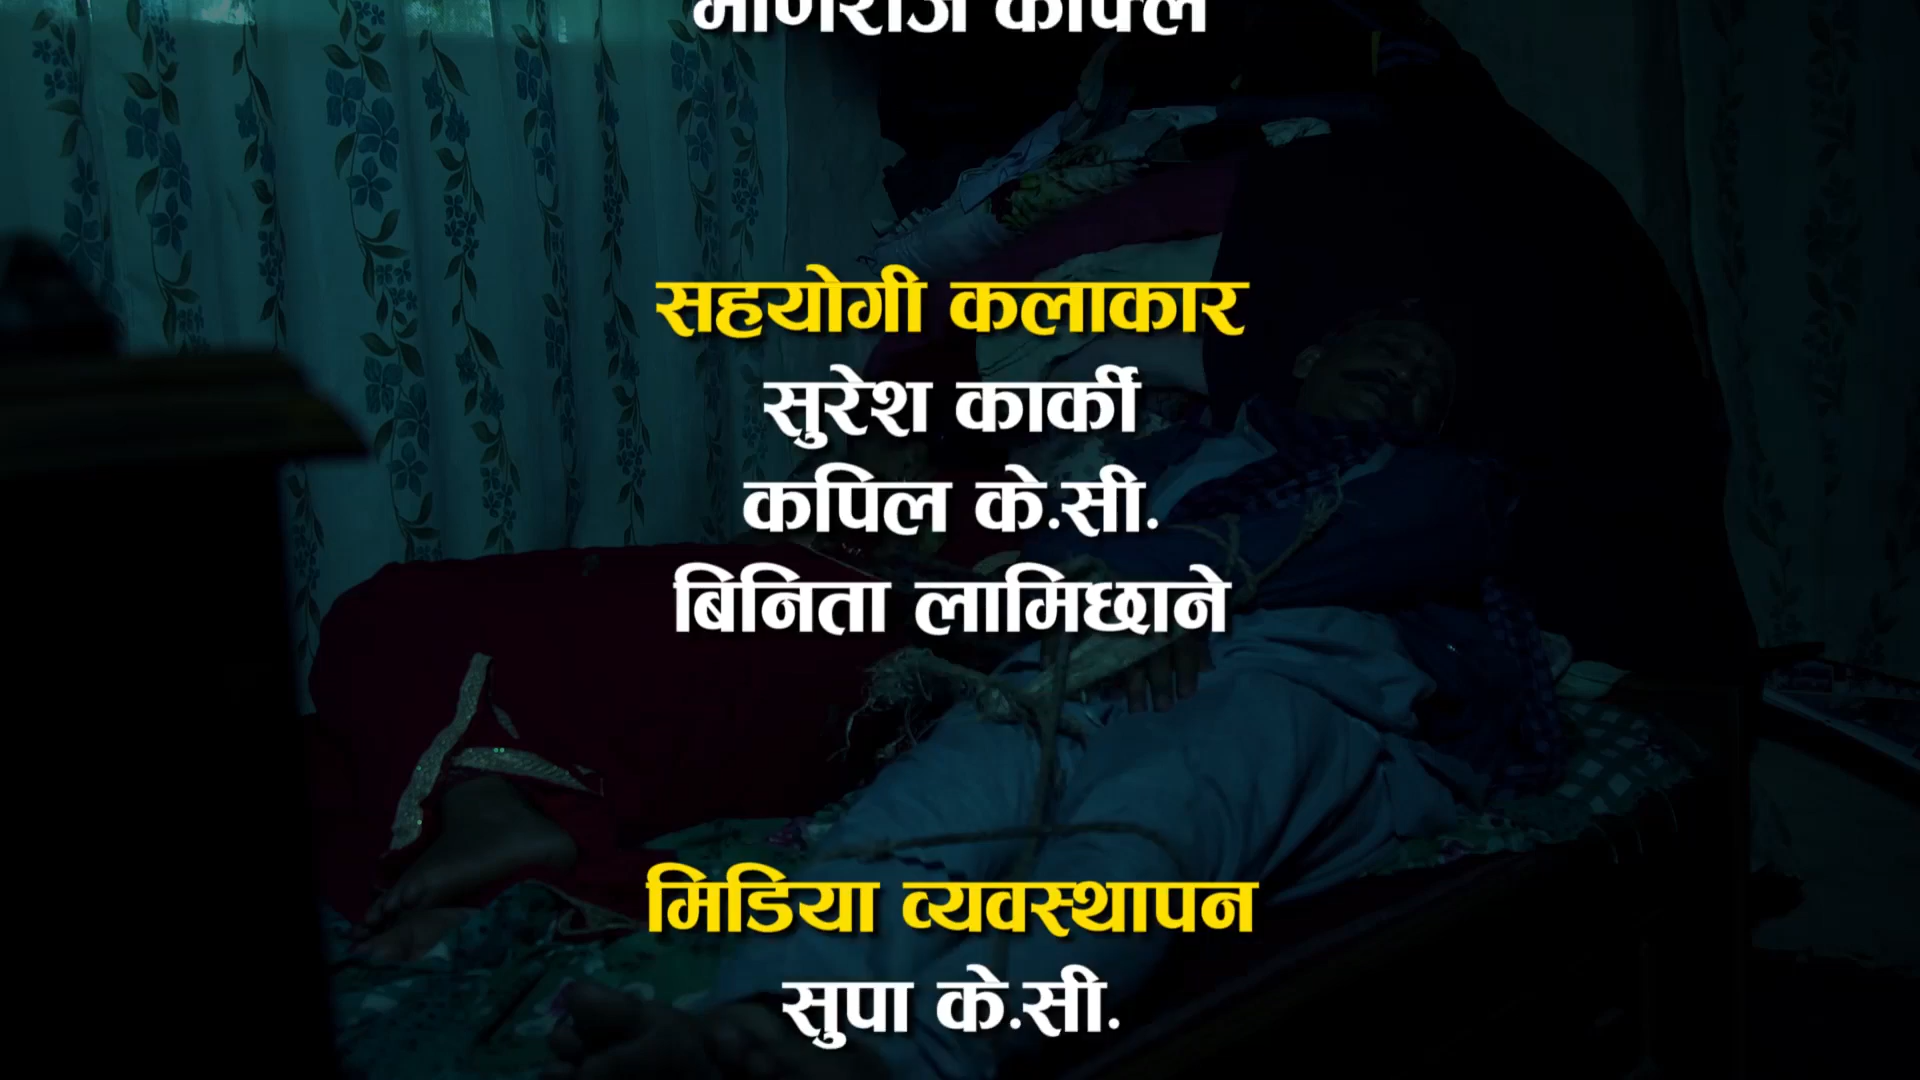 सहयोगी कलाकार
सुरेश कार्की
कपिल के.सी.
बिनिता लामिछाने
मिडिया व्यवस्थापन
सुपा के.सी.